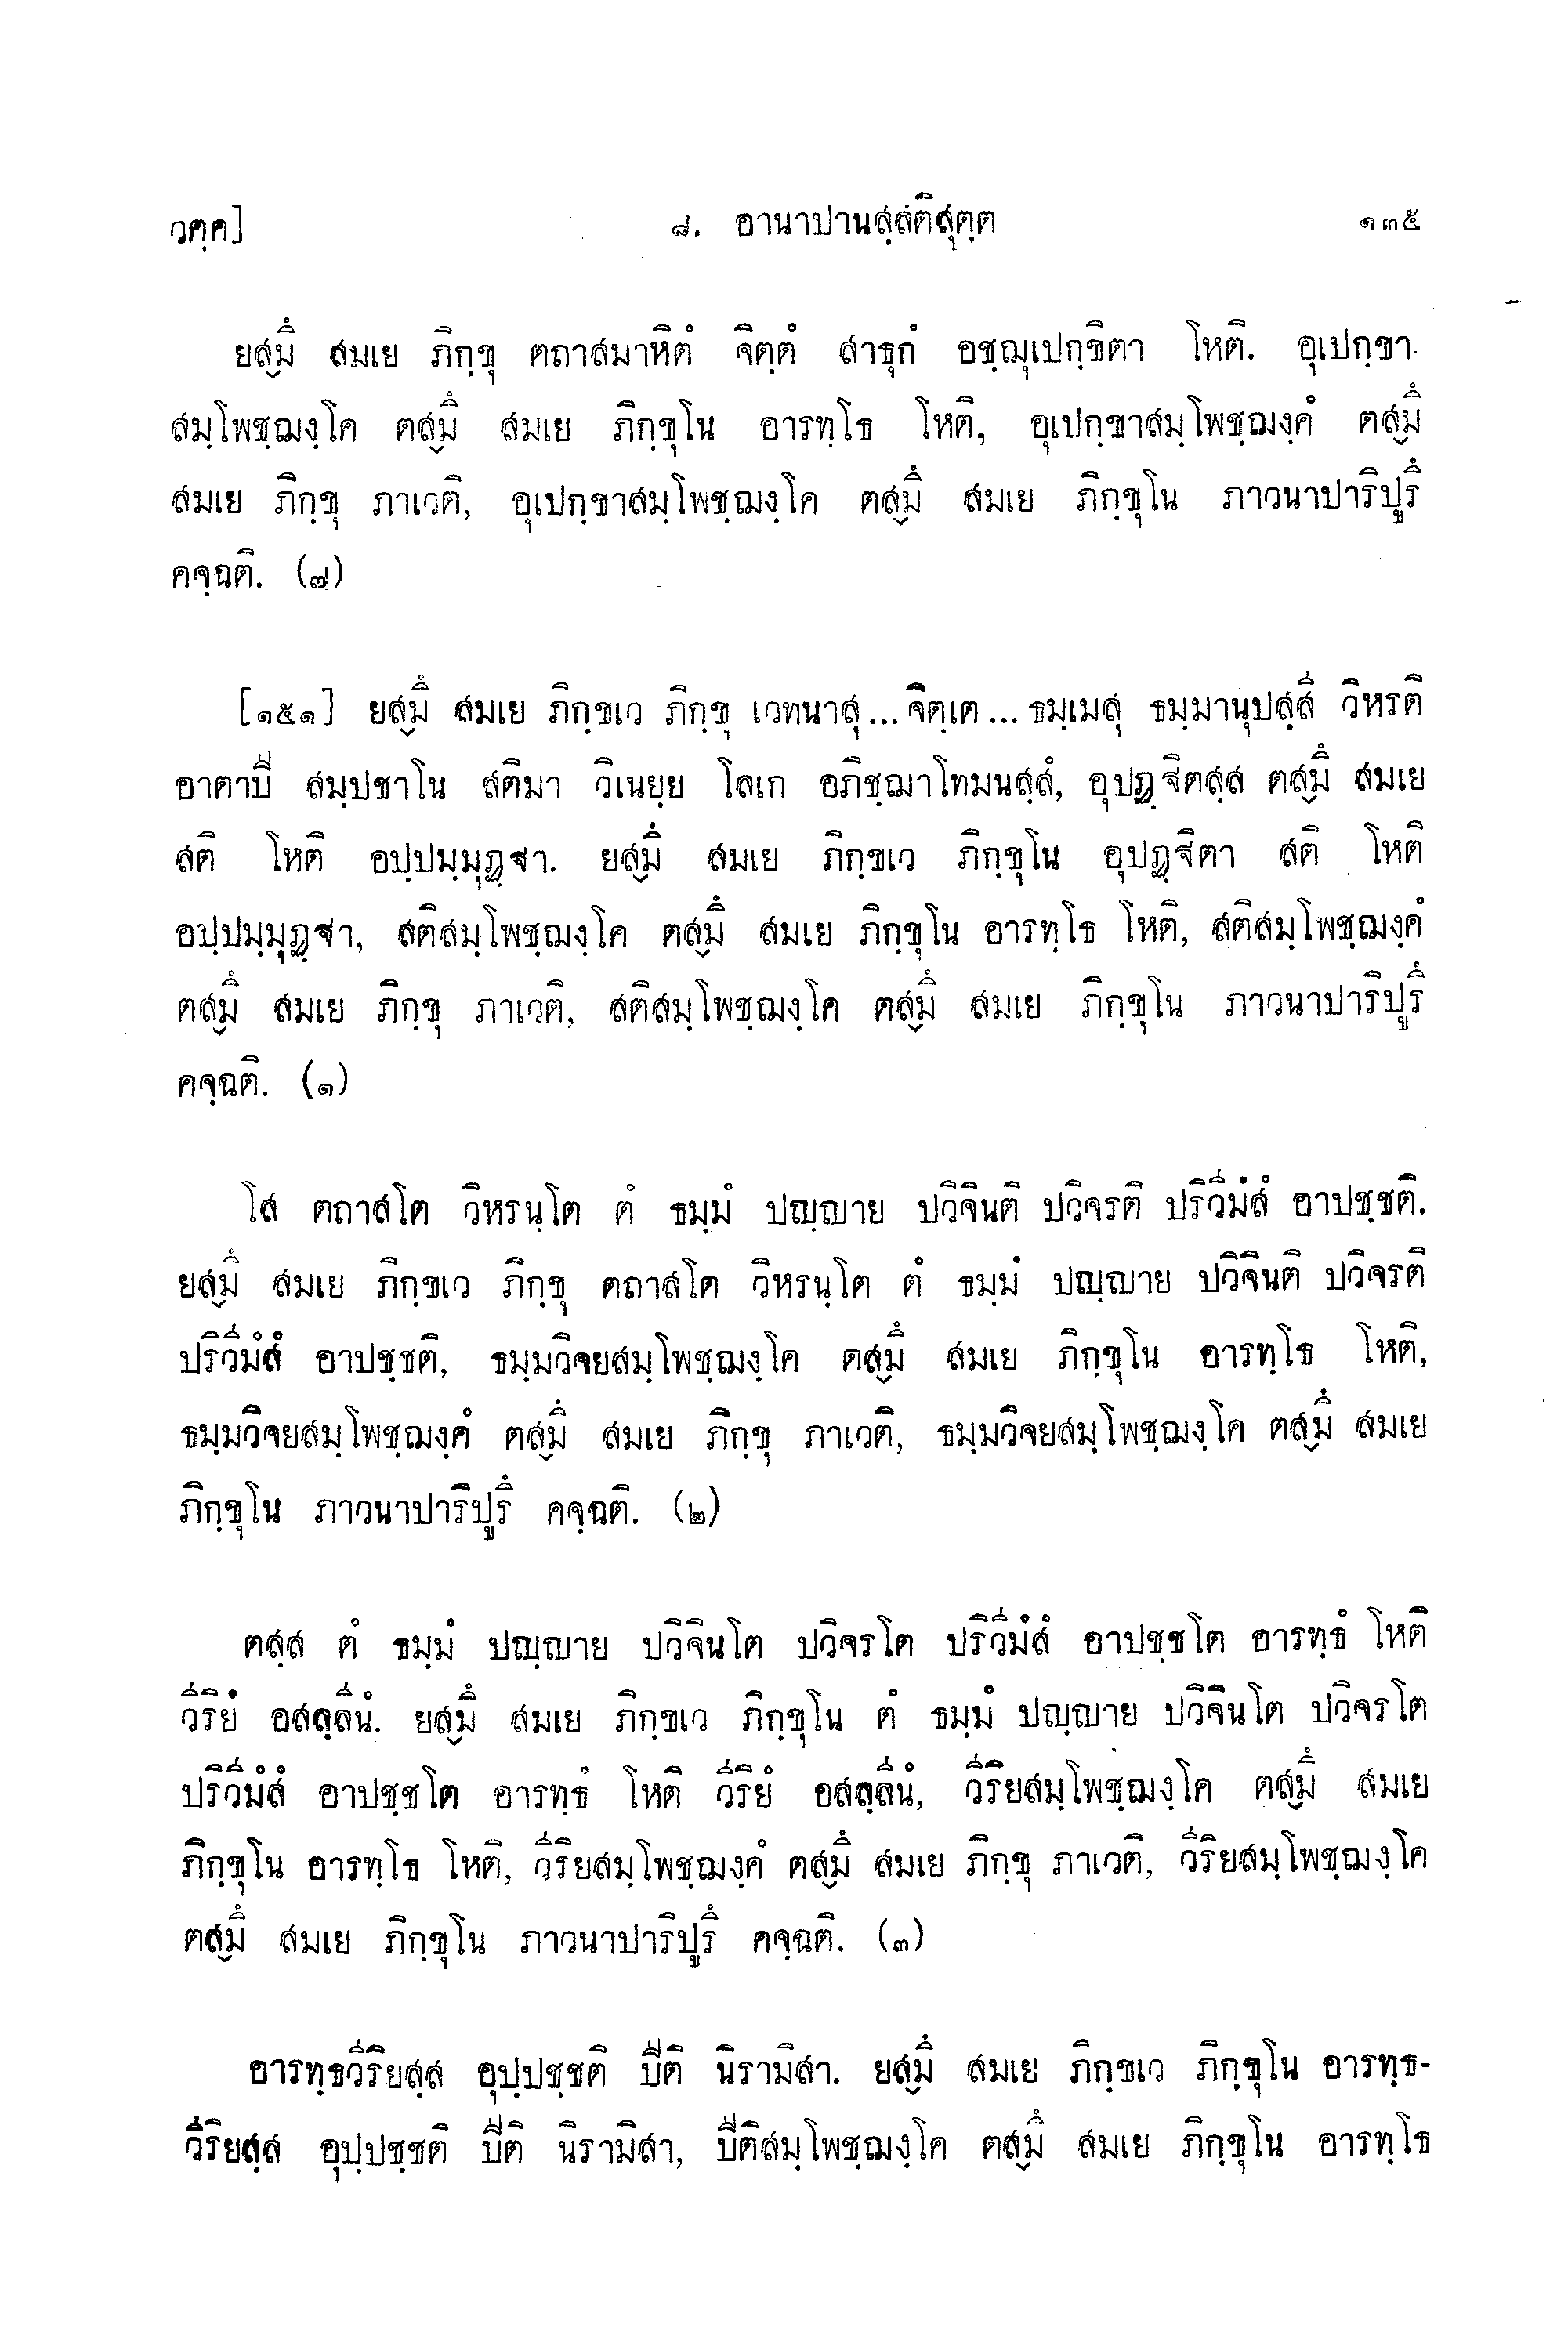 วคฺค] ๘. อานาปานสฺสติสุตฺต ๑๓๕
ยสฺมึ สมเย ภิกฺขุ ตถาสมาหิตํ จิตฺตํ สาธุกํ อชฺฌุเปกฺขิตา โหติ. อุเปกฺขา
สมฺโพชฺฌงฺโค ตสฺมึ สมเย ภิกฺขุโน อารทฺโธ โหติ, อุเปกฺขาสมฺโพชฺฌงฺคํ ตสฺมึ
สมเย ภิกฺขุ ภาเวติ, อุเปกฺขาสมฺโพชฺฌงฺโค ตสฺมึ สมเย ภิกฺขุโน ภาวนาปาริปูรึ
คจฺฉติ. (๗)
[๑๕๑] ยสฺมึ สมเย ภิกฺขเว ภิกฺขุ เวทนาสุ...จิตฺเต...ธมฺเมสุ ธมฺมานุปสฺสี วิหรติ
อาตาปี สมฺปชาโน สติมา วิเนยฺย โลเก อภิชฺฌาโทมนสฺสํ, อุปฏฺฐิตสฺส ตสฺมึ สมเย
สติ โหติ อปฺปมฺมุฏฺฐา. ยสฺมึ สมเย ภิกฺขเว ภิกฺขุโน อุปฏฺฐิตา สติ โหติ
อปฺปมฺมุฏฺฐา, สติสมฺโพชฺฌงฺโค ตสฺมึ สมเย ภิกฺขุโน อารทฺโธ โหติ, สติสมฺโพชฺฌงฺคํ
ตสฺมึ สมเย ภิกฺขุ ภาเวติ, สติสมฺโพชฺฌงฺโค ตสฺมึ สมเย ภิกฺขุโน ภาวนาปาริปูรึ
คจฺฉติ. (๑)
โส ตถาสโต วิหรนฺโต ตํ ธมฺมํ ปญฺญาย ปวิจินติ ปวิจรติ ปริวีมํสํ อาปชฺชติ.
ยสฺมึ สมเย ภิกฺขเว ภิกฺขุ ตถาสโต วิหรนฺโต ตํ ธมฺมํ ปญฺญาย ปวิจินติ ปวิจรติ
ปริวีมํสํ อาปชฺชติ, ธมฺมวิจยสมฺโพชฺฌงฺโค ตสฺมึ สมเย ภิกฺขุโน อารทฺโธ โหติ,
ธมฺมวิจยสมฺโพชฺฌงฺคํ ตสฺมึ สมเย ภิกฺขุ ภาเวติ, ธมฺมวิจยสมฺโพชฺฌงฺโค ตสฺมึ สมเย
ภิกฺขุโน ภาวนาปาริปูรึ คจฺฉติ. (๒)
ตสฺส ตํ ธมฺมํ ปญฺญาย ปวิจินโต ปวิจรโต ปริวีมํสํ อาปชฺชโต อารทฺธํ โหติ
วีริยํ อสลฺลีนํ. ยสฺมึ สมเย ภิกฺขเว ภิกฺขุโน ตํ ธมฺมํ ปญฺญาย ปวิจินโต ปวิจรโต
ปริวีมํสํ อาปชฺชโต อารทฺธํ โหติ วีริยํ อสลฺลีนํ, วีริยสมฺโพชฺฌงฺโค ตสฺมึ สมเย
ภิกฺขุโน อารทฺโธ โหติ, วีริยสมฺโพชฺฌงฺคํ ตสฺมึ สมเย ภิกฺขุ ภาเวติ, วีริยสมฺโพชฺฌงฺโค
ตสฺมึ สมเย ภิกฺขุโน ภาวนาปาริปูรึ คจฺฉติ. (๓)
อารทฺธวีริยสฺส อุปฺปชฺชติ ปีติ นิรามิสา. ยสฺมึ สมเย ภิกฺขเว ภิกฺขุโน อารทฺธ-
วีริยสฺส อุปฺปชฺชติ ปีติ นิรามิสา, ปีติสมฺโพชฺฌงฺโค ตสฺมึ สมเย ภิกฺขุโน อารทฺโธ